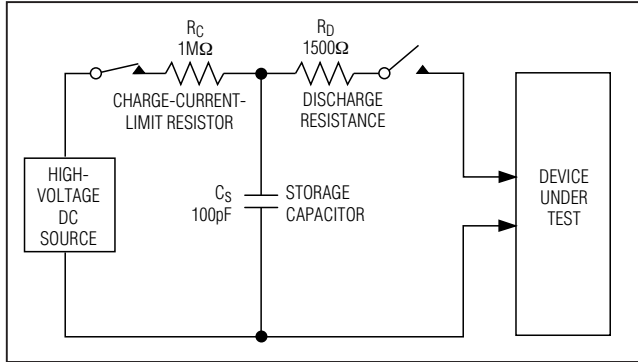 R_C
1MΩ
CHARGE-CURRENT-
LIMIT RESISTOR
R_D
1500Ω
DISCHARGE
RESISTANCE
HIGH-
VOLTAGE
DC
SOURCE
C_S
100pF
STORAGE
CAPACITOR
DEVICE
UNDER
TEST